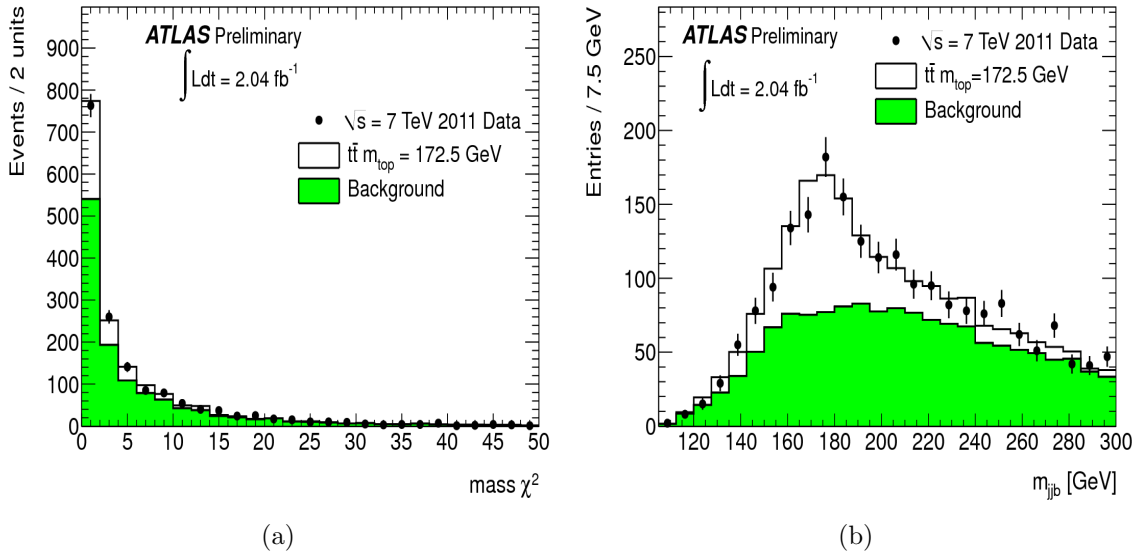 Events / 2 units
900
800
700
600
500
400
300
200
100
0
0 5 10 15 20 25 30 35 40 45 50
mass χ²
ATLAS Preliminary
∫ Ldt = 2.04 fb⁻¹
√s = 7 TeV 2011 Data
tt̄ m_top = 172.5 GeV
Background
(a)
Entries / 7.5 GeV
250
200
150
100
50
0
120 140 160 180 200 220 240 260 280 300
m_jjb [GeV]
ATLAS Preliminary
∫ Ldt = 2.04 fb⁻¹
√s = 7 TeV 2011 Data
tt̄ m_top=172.5 GeV
Background
(b)